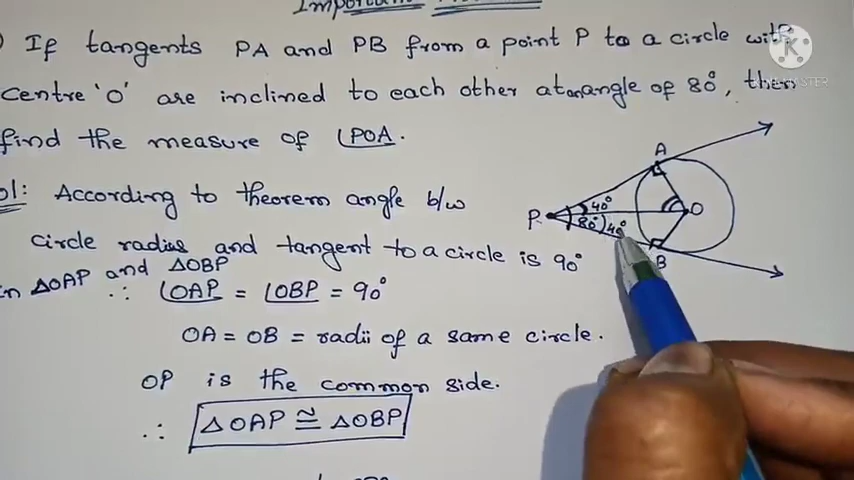 Important
) If tangents PA and PB from a point P to a circle with
centre 'O' are inclined to each other at an angle of 80°, then
find the measure of ∠POA.
ol: According to theorem angle b/w
circle radius and tangent to a circle is 90°
in ΔOAP and ΔOBP
∴ ∠OAP = ∠OBP = 90°
OA = OB = radii of a same circle.
OP is the common side.
∴ ΔOAP ≅ ΔOBP
A
P
40°
80°
40°
O
B
K